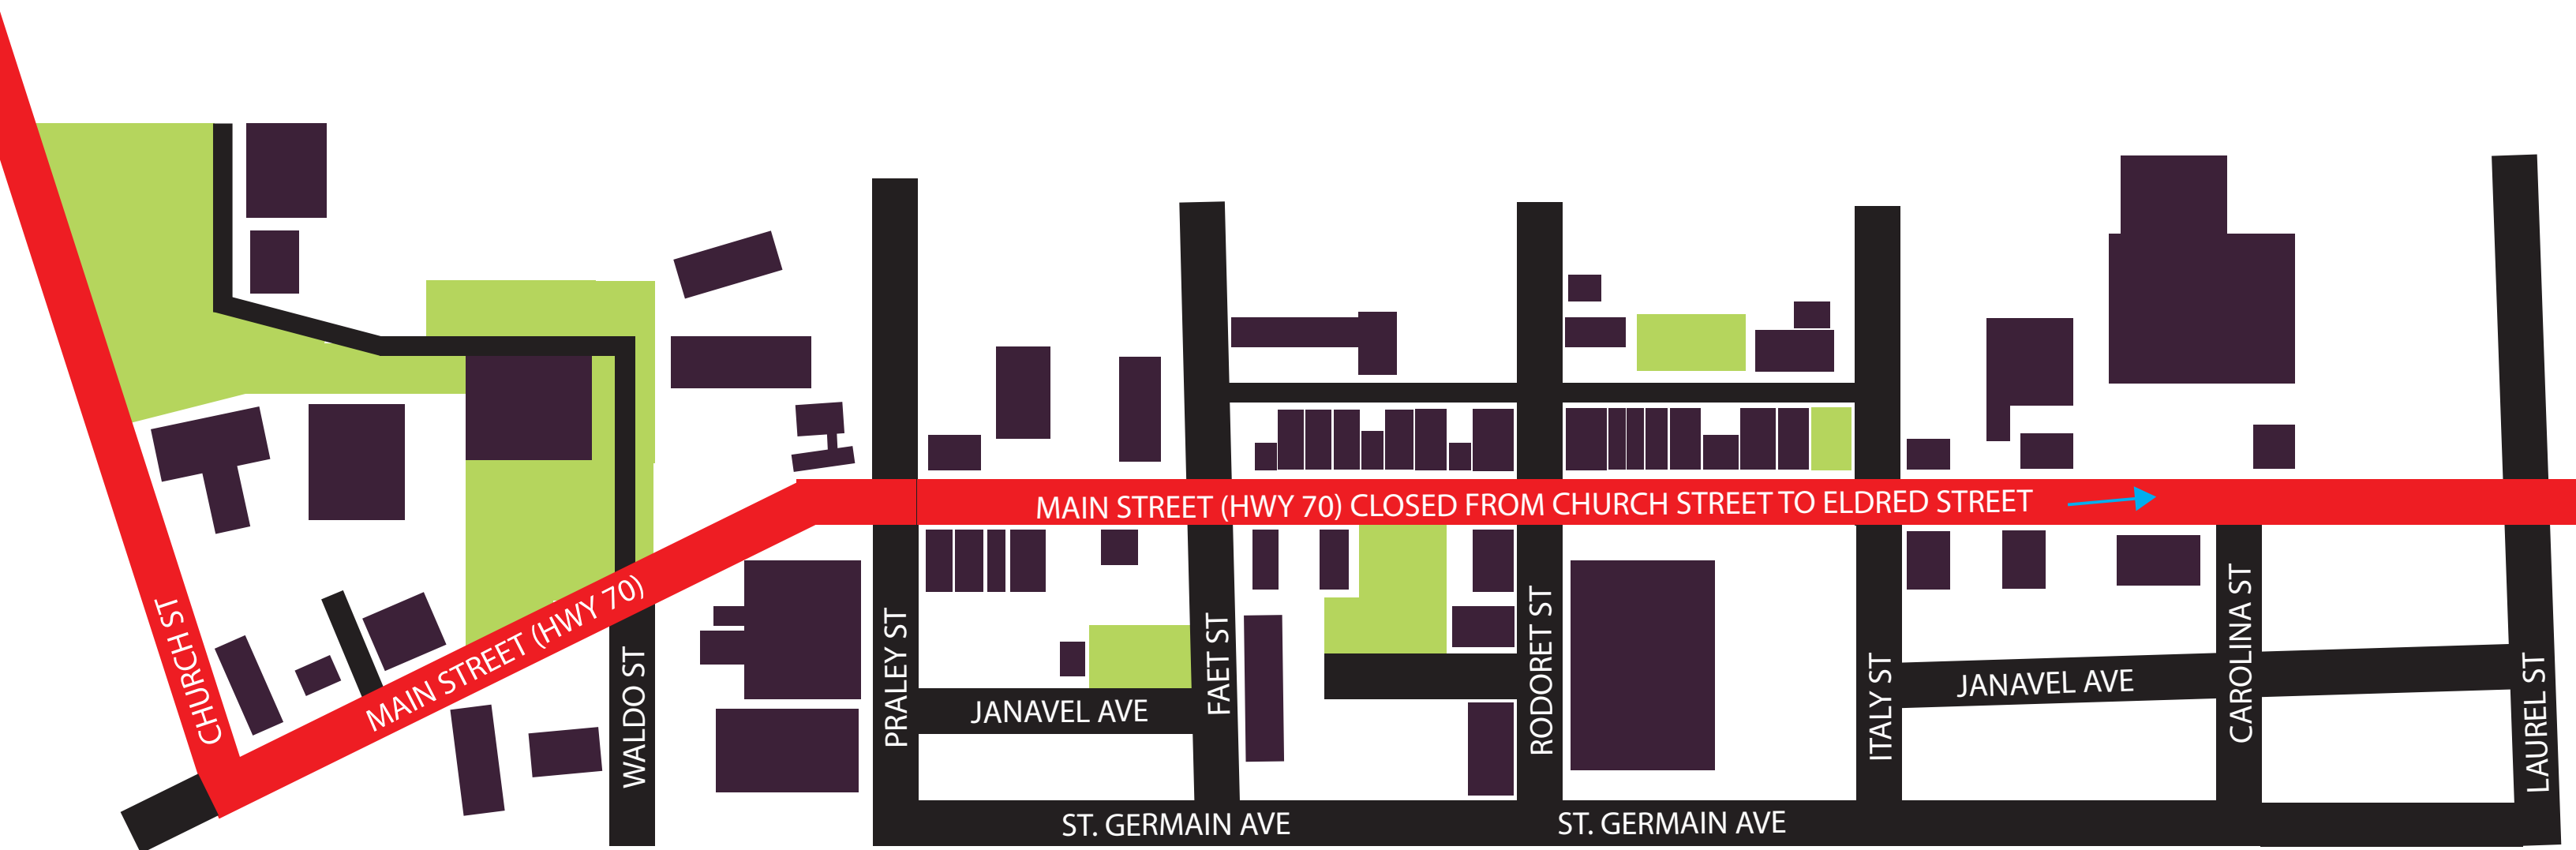 MAIN STREET (HWY 70) CLOSED FROM CHURCH STREET TO ELDRED STREET
CHURCH ST
MAIN STREET (HWY 70)
WALDO ST
PRALEY ST
JANAVEL AVE
FAET ST
RODORET ST
ITALY ST
JANAVEL AVE
CAROLINA ST
LAUREL ST
ST. GERMAIN AVE
ST. GERMAIN AVE